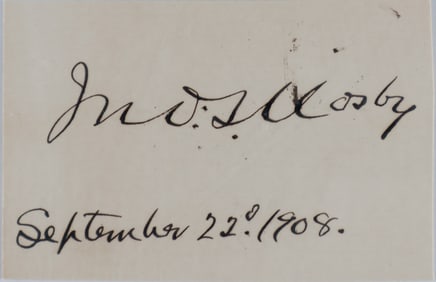 Jno. S. Mosby
September 22d. 1908.